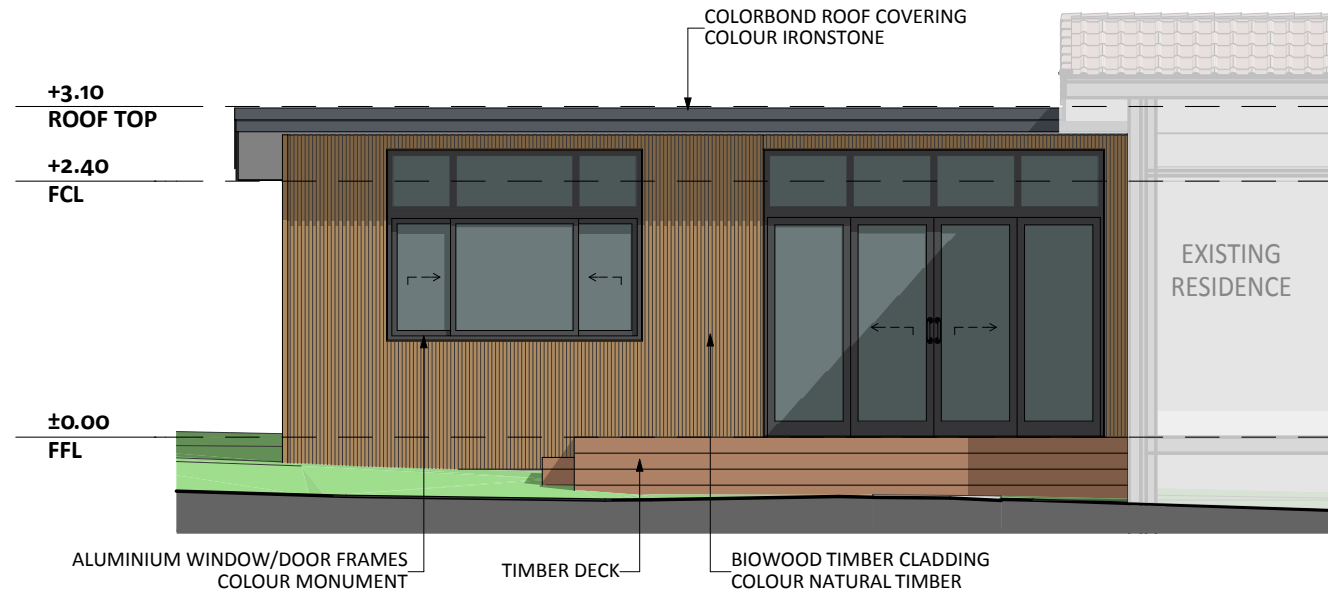 COLORBOND ROOF COVERING
COLOUR IRONSTONE
+3.10
ROOF TOP
+2.40
FCL
EXISTING
RESIDENCE
±0.00
FFL
ALUMINIUM WINDOW/DOOR FRAMES
COLOUR MONUMENT
TIMBER DECK
BIOWOOD TIMBER CLADDING
COLOUR NATURAL TIMBER